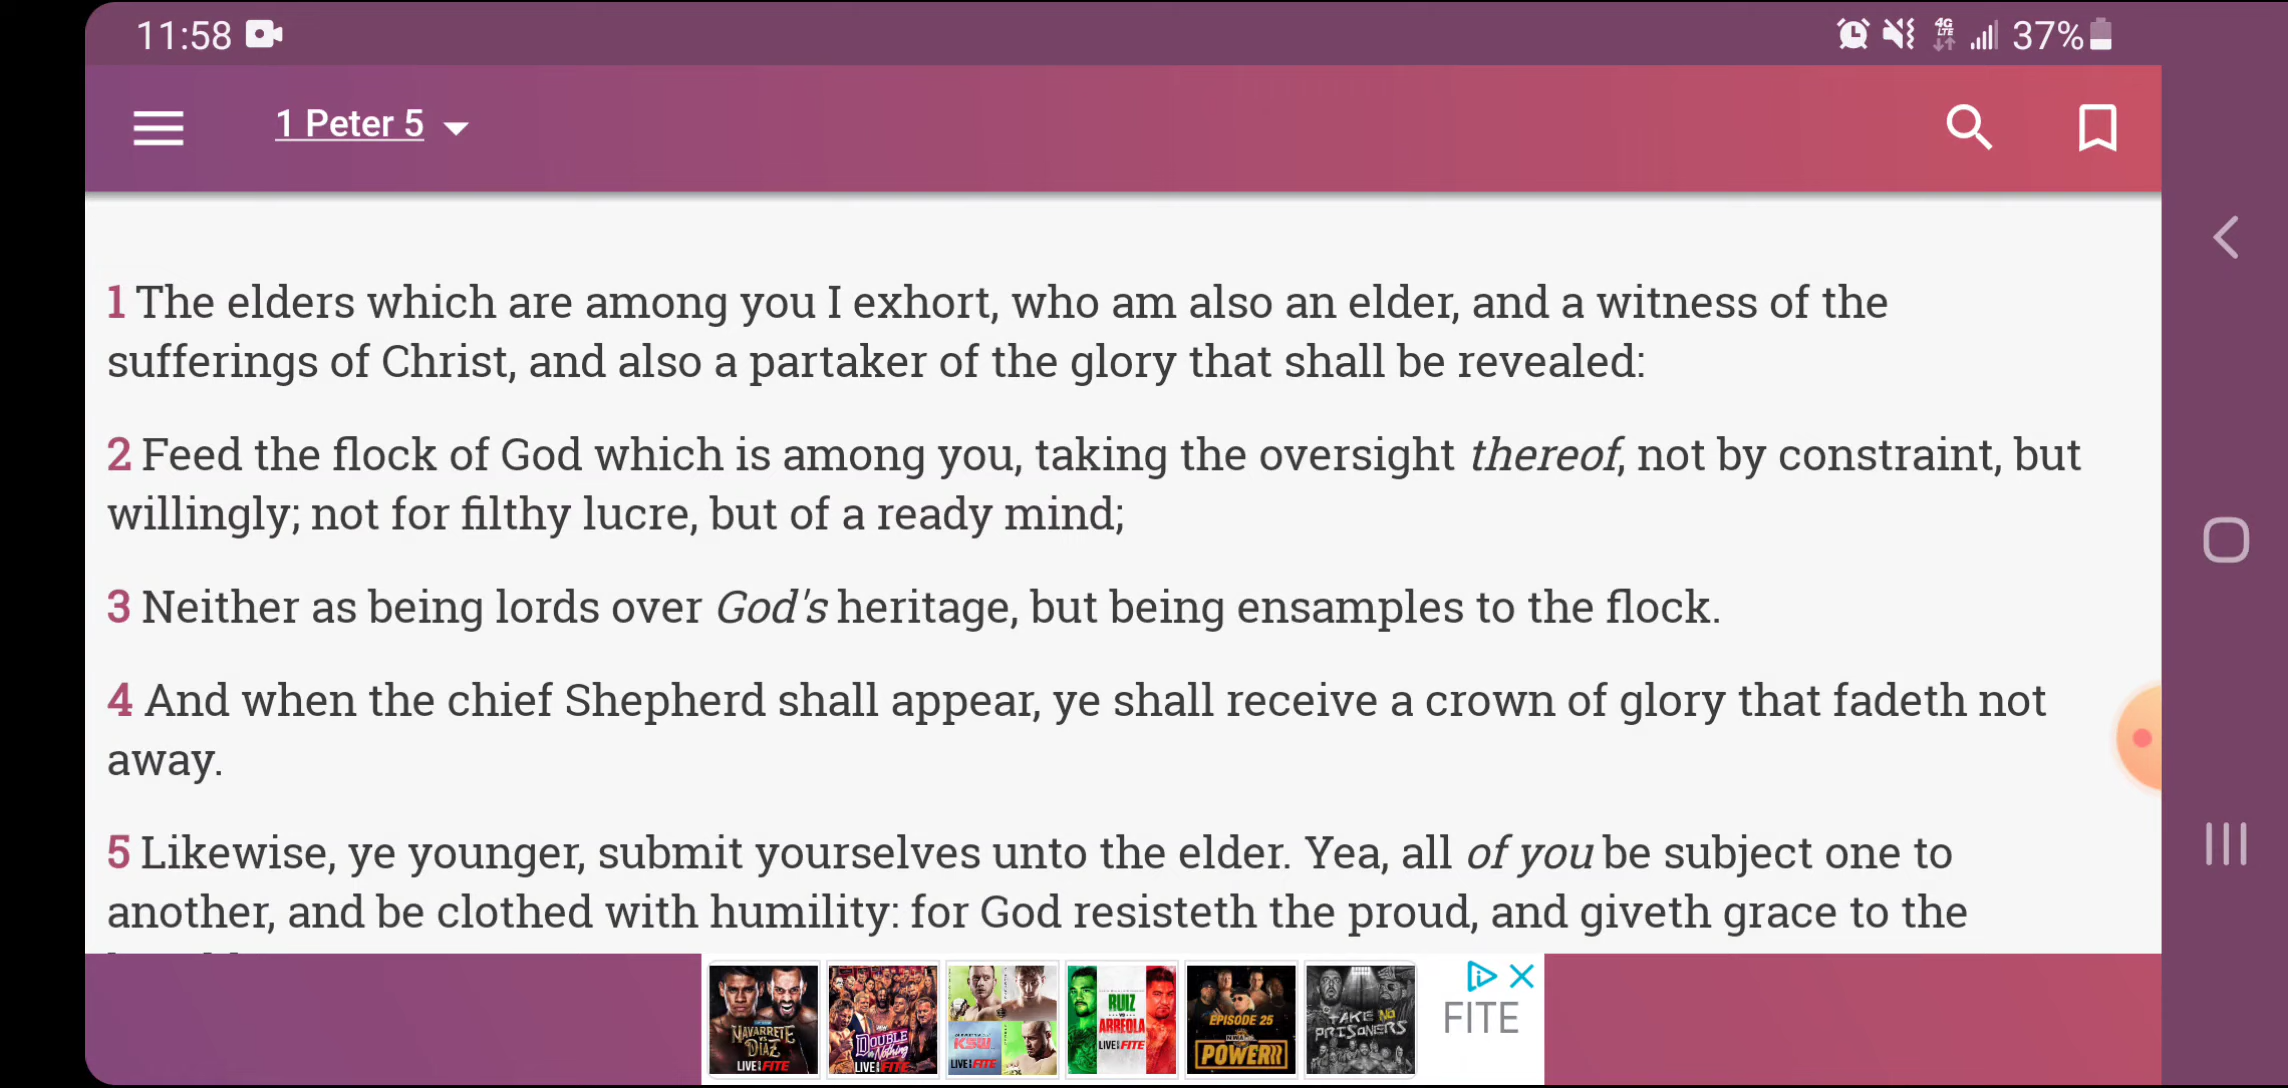 11:58
4G LTE 37%
1 Peter 5
1 The elders which are among you I exhort, who am also an elder, and a witness of the
sufferings of Christ, and also a partaker of the glory that shall be revealed:
2 Feed the flock of God which is among you, taking the oversight thereof, not by constraint, but
willingly; not for filthy lucre, but of a ready mind;
3 Neither as being lords over God's heritage, but being ensamples to the flock.
4 And when the chief Shepherd shall appear, ye shall receive a crown of glory that fadeth not
away.
5 Likewise, ye younger, submit yourselves unto the elder. Yea, all of you be subject one to
another, and be clothed with humility: for God resisteth the proud, and giveth grace to the
NAVARRETE
VS
DIAZ
LIVE FITE
DOUBLE
or Nothing
LIVE FITE
KSW
LIVE FITE
RUIZ
VS
ARREOLA
LIVE FITE
EPISODE 25
NWA
POWERRR
TAKE NO
PRISONERS
FITE